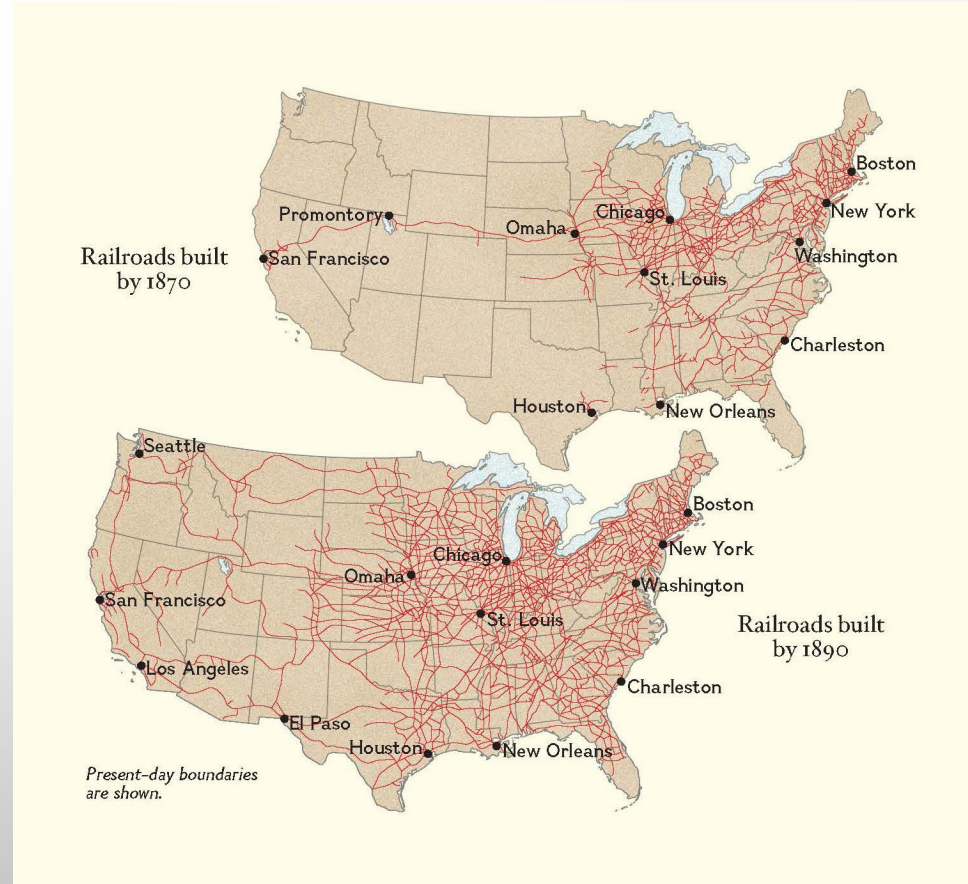 Boston
Promontory
Chicago
New York
Omaha
Washington
Railroads built
by 1870
San Francisco
St. Louis
Charleston
Houston
New Orleans
Seattle
Boston
New York
Chicago
Omaha
Washington
San Francisco
St. Louis
Railroads built
by 1890
Los Angeles
Charleston
El Paso
Houston
New Orleans
Present-day boundaries
are shown.